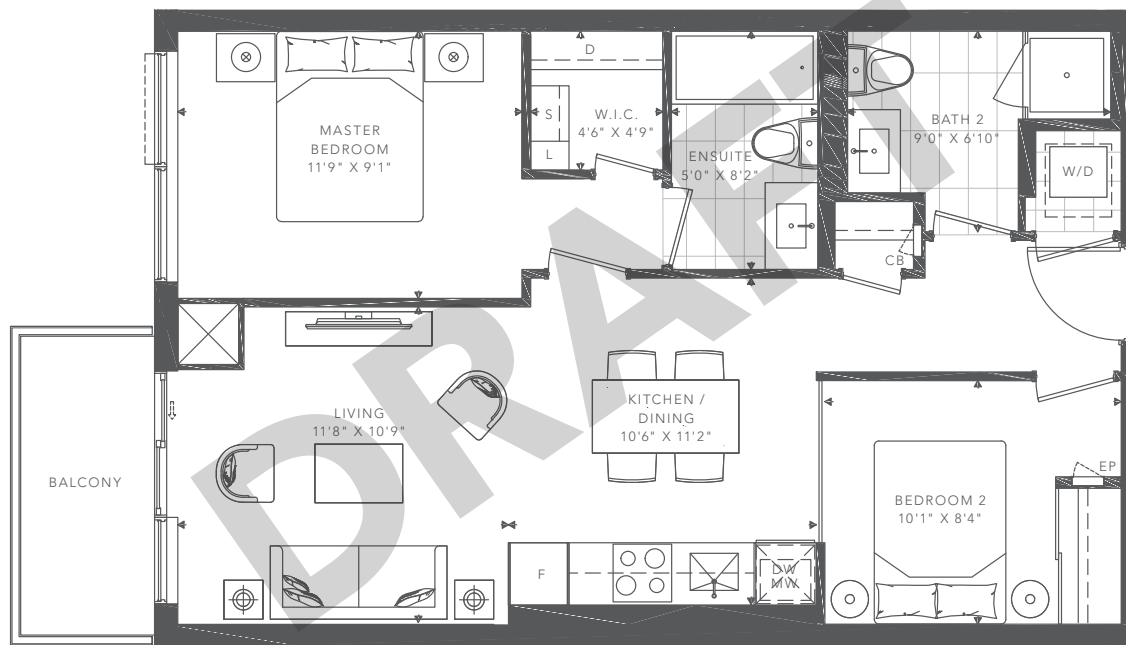 D
S
W.I.C.
4'6" X 4'9"
L
MASTER
BEDROOM
11'9" X 9'1"
ENSUITE
5'0" X 8'2"
BATH 2
9'0" X 6'10"
W/D
CB
DRAFT
LIVING
11'8" X 10'9"
KITCHEN /
DINING
10'6" X 11'2"
BALCONY
EP
BEDROOM 2
10'1" X 8'4"
F
DW
MW